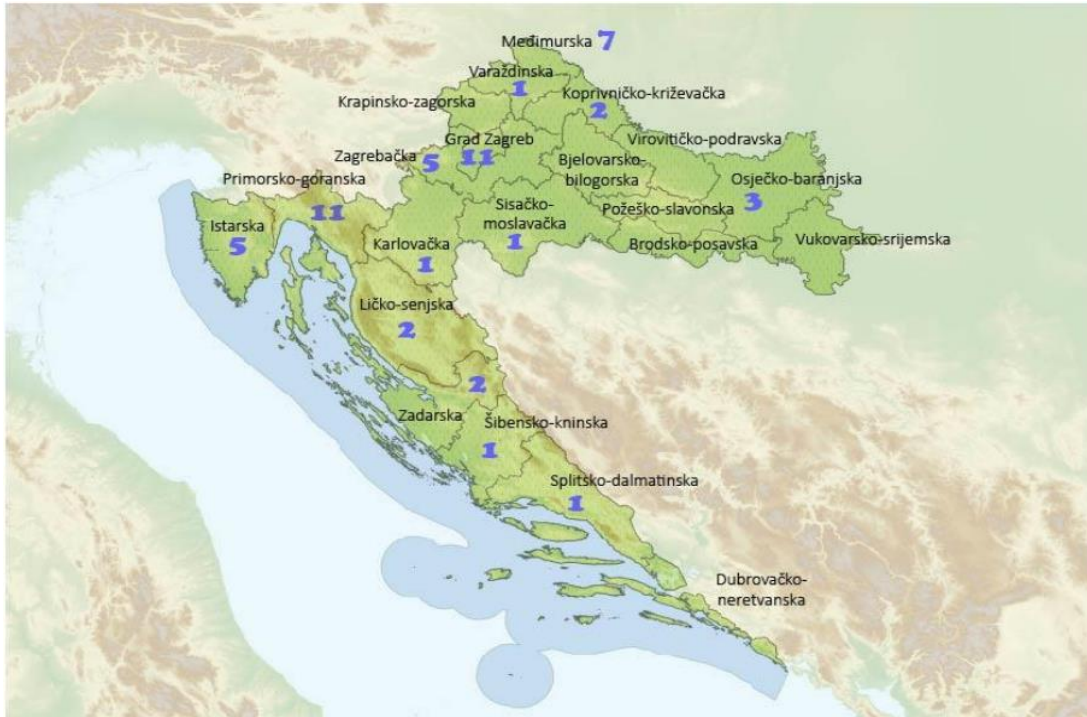 Međimurska 7
Varaždinska
1
Krapinsko-zagorska
Koprivničko-križevačka
2
Grad Zagreb
11
Virovitičko-podravska
Zagrebačka
5
Bjelovarsko-
bilogorska
Primorsko-goranska
11
Osječko-baranjska
3
Istarska
5
Sisačko-
moslavačka
1
Požeško-slavonska
Karlovačka
1
Brodsko-posavska
Vukovarsko-srijemska
Ličko-senjska
2
2
Zadarska
Šibensko-kninska
1
Splitsko-dalmatinska
1
Dubrovačko-
neretvanska